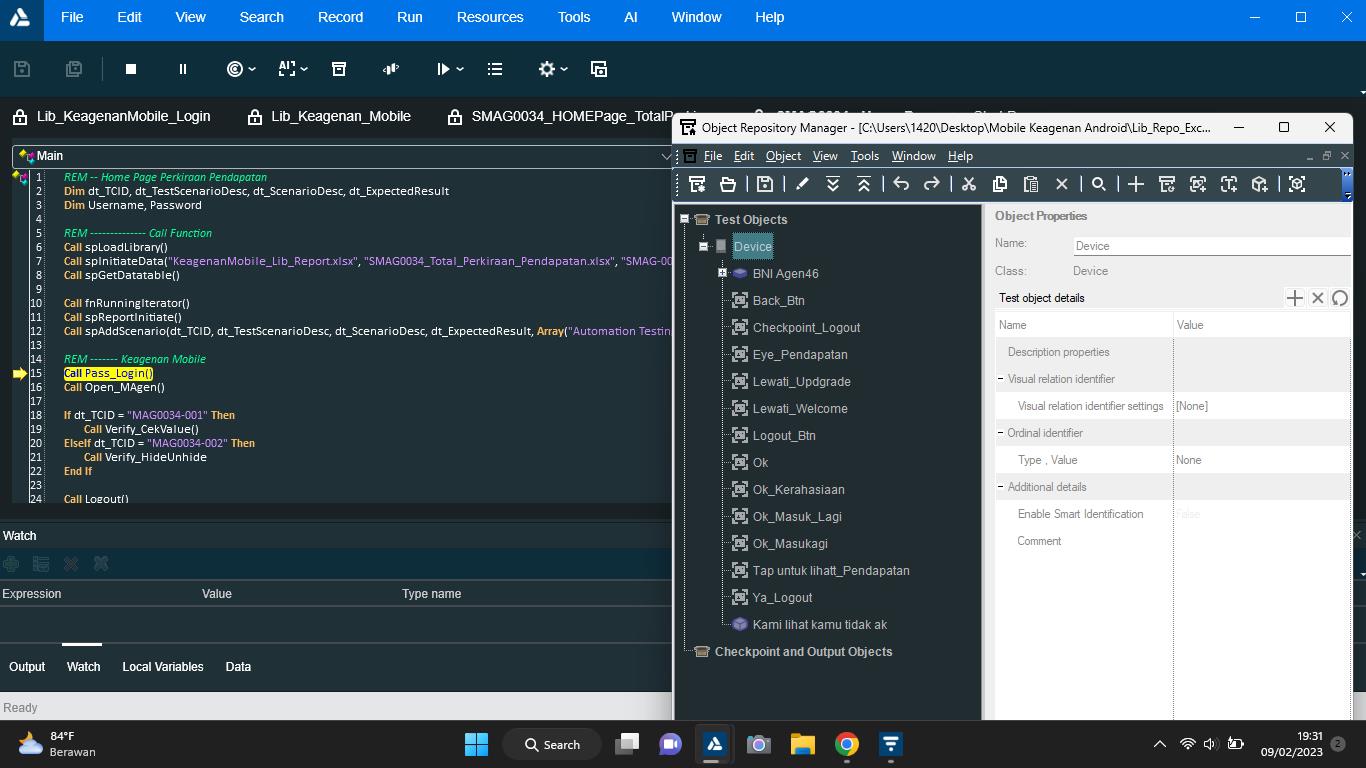 File Edit View Search Record Run Resources Tools AI Window Help
Lib_KeagenanMobile_Login Lib_Keagenan_Mobile SMAG0034_HOMEPage_TotalPerki
Main
1 REM -- Home Page Perkiraan Pendapatan
2 Dim dt_TCID, dt_TestScenarioDesc, dt_ScenarioDesc, dt_ExpectedResult
3 Dim Username, Password
4
5 REM -------------- Call Function
6 Call spLoadLibrary()
7 Call spInitiateData("KeagenanMobile_Lib_Report.xlsx", "SMAG0034_Total_Perkiraan_Pendapatan.xlsx", "SMAG-00
8 Call spGetDatatable()
9
10 Call fnRunningIterator()
11 Call spReportInitiate()
12 Call spAddScenario(dt_TCID, dt_TestScenarioDesc, dt_ScenarioDesc, dt_ExpectedResult, Array("Automation Testin
13
14 REM ------- Keagenan Mobile
15 Call Pass_Login()
16 Call Open_MAgen()
17
18 If dt_TCID = "MAG0034-001" Then
19 Call Verify_CekValue()
20 ElseIf dt_TCID = "MAG0034-002" Then
21 Call Verify_HideUnhide
22 End If
23
24 Call Logout()
Watch
Expression Value Type name
Output Watch Local Variables Data
Ready
Object Repository Manager - [C:\Users\1420\Desktop\Mobile Keagenan Android\Lib_Repo_Exc...
File Edit Object View Tools Window Help
Test Objects
Device
BNI Agen46
Back_Btn
Checkpoint_Logout
Eye_Pendapatan
Lewati_Updgrade
Lewati_Welcome
Logout_Btn
Ok
Ok_Kerahasiaan
Ok_Masuk_Lagi
Ok_Masukagi
Tap untuk lihatt_Pendapatan
Ya_Logout
Kami lihat kamu tidak ak
Checkpoint and Output Objects
Object Properties
Name: Device
Class: Device
Test object details
Name Value
Description properties
Visual relation identifier
Visual relation identifier settings [None]
Ordinal identifier
Type , Value None
Additional details
Enable Smart Identification False
Comment
84°F
Berawan
Search
19:31
09/02/2023
2